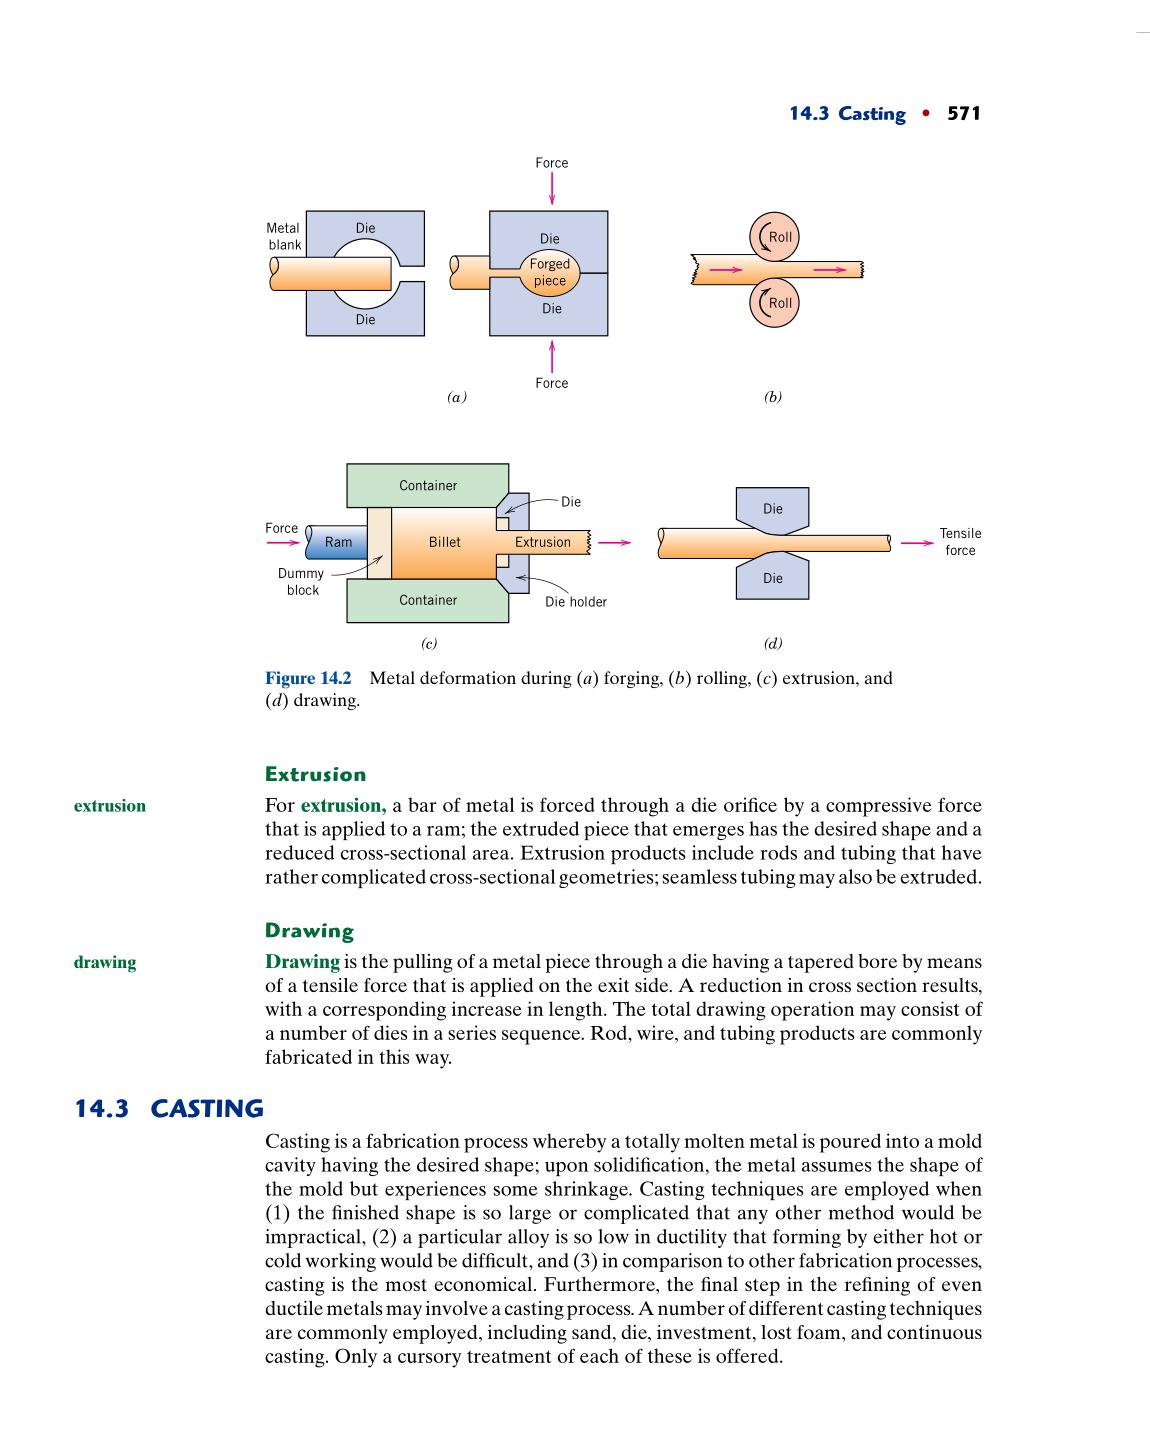 14.3 Casting • 571
Force
Metal
blank
Die
Die
Die
Forged
piece
Die
Force
Roll
Roll
(a)
(b)
Container
Die
Force
Ram
Billet
Extrusion
Dummy
block
Container
Die holder
Die
Die
Tensile
force
(c)
(d)
Figure 14.2 Metal deformation during (a) forging, (b) rolling, (c) extrusion, and
(d) drawing.
Extrusion
extrusion
For extrusion, a bar of metal is forced through a die orifice by a compressive force
that is applied to a ram; the extruded piece that emerges has the desired shape and a
reduced cross-sectional area. Extrusion products include rods and tubing that have
rather complicated cross-sectional geometries; seamless tubing may also be extruded.
Drawing
drawing
Drawing is the pulling of a metal piece through a die having a tapered bore by means
of a tensile force that is applied on the exit side. A reduction in cross section results,
with a corresponding increase in length. The total drawing operation may consist of
a number of dies in a series sequence. Rod, wire, and tubing products are commonly
fabricated in this way.
14.3 CASTING
Casting is a fabrication process whereby a totally molten metal is poured into a mold
cavity having the desired shape; upon solidification, the metal assumes the shape of
the mold but experiences some shrinkage. Casting techniques are employed when
(1) the finished shape is so large or complicated that any other method would be
impractical, (2) a particular alloy is so low in ductility that forming by either hot or
cold working would be difficult, and (3) in comparison to other fabrication processes,
casting is the most economical. Furthermore, the final step in the refining of even
ductile metals may involve a casting process. A number of different casting techniques
are commonly employed, including sand, die, investment, lost foam, and continuous
casting. Only a cursory treatment of each of these is offered.